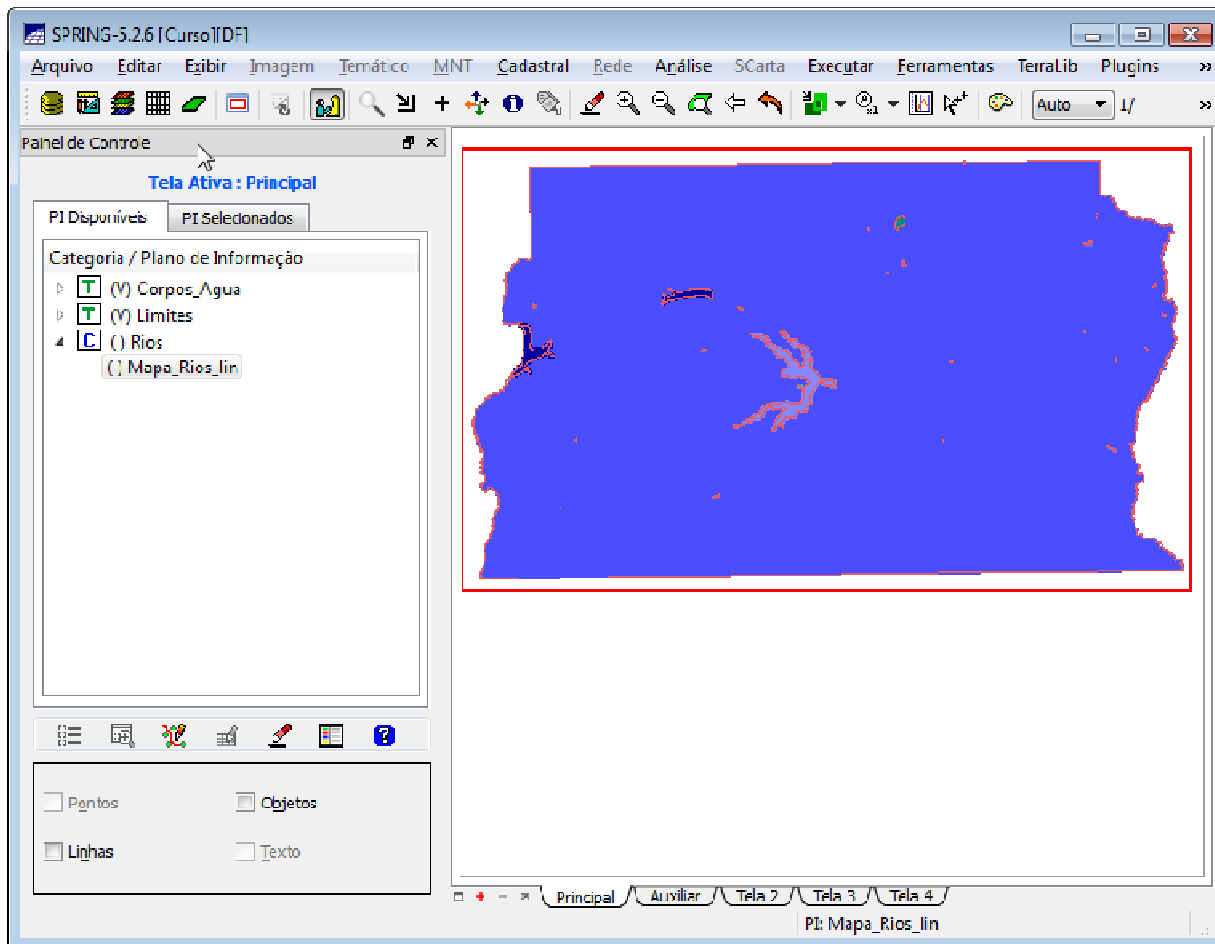 SPRING-5.2.6 [Curso][DF]
Arquivo Editar Exibir Imagem Temático MNT Cadastral Rede Análise SCarta Executar Ferramentas TerraLib Plugins »
Auto 1/ »
Painel de Controle
Tela Ativa : Principal
PI Disponíveis PI Selecionados
Categoria / Plano de Informação
T (V) Corpos_Agua
T (V) Limites
C ( ) Rios
( ) Mapa_Rios_lin
Pontos Objetos
Linhas Texto
Principal Auxiliar Tela 2 Tela 3 Tela 4
PI: Mapa_Rios_lin